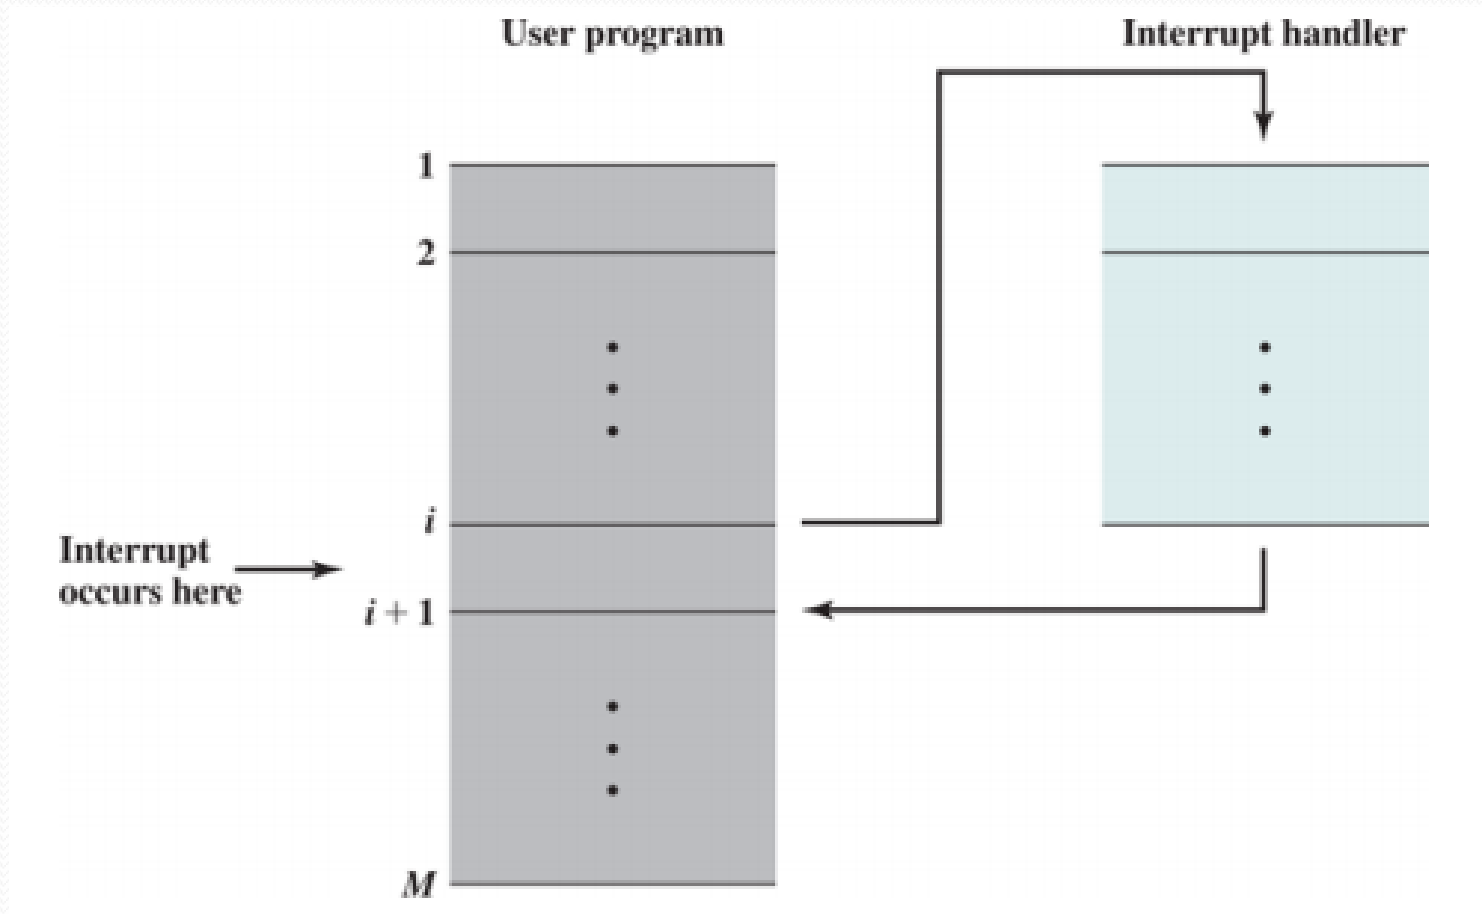 User program
Interrupt handler
1
2
i
Interrupt
occurs here
i + 1
M